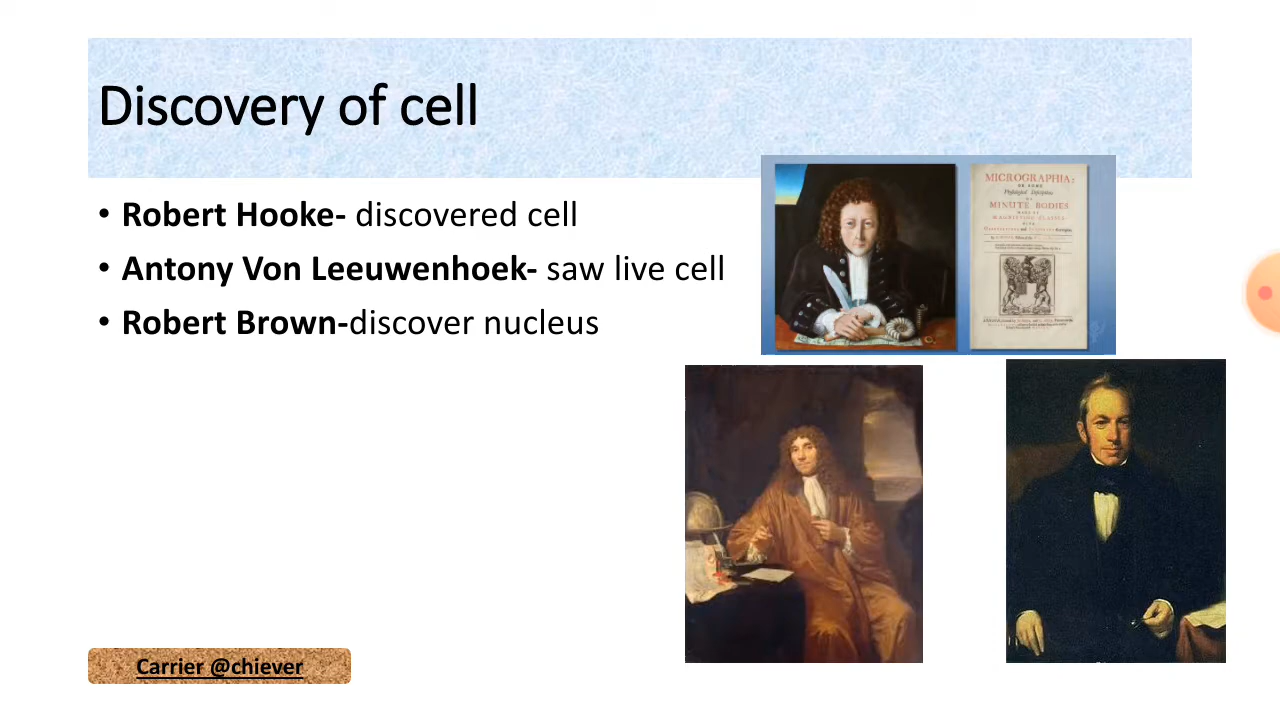 Discovery of cell
• Robert Hooke- discovered cell
• Antony Von Leeuwenhoek- saw live cell
• Robert Brown-discover nucleus
MICROGRAPHIA:
MINUTE BODIES
Carrier @chiever